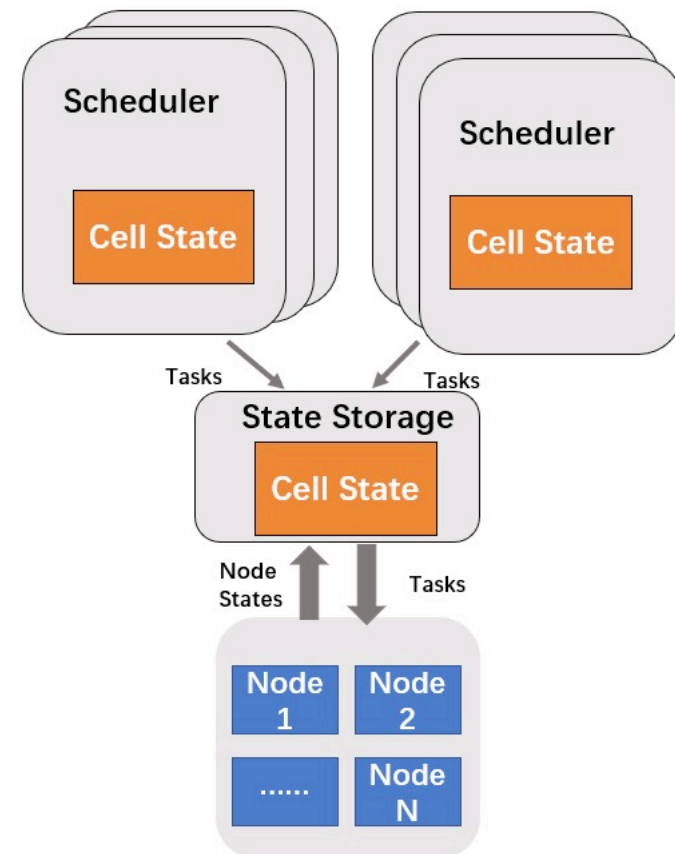 Scheduler
Cell State
Scheduler
Cell State
Tasks
Tasks
State Storage
Cell State
Node
States
Tasks
Node
1
Node
2
......
Node
N